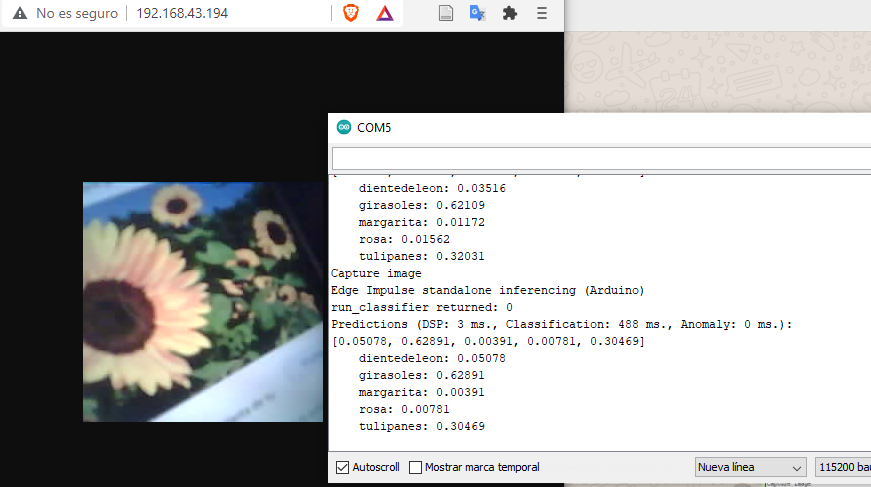 No es seguro
192.168.43.194
COM5
dientedeleon: 0.03516
girasoles: 0.62109
margarita: 0.01172
rosa: 0.01562
tulipanes: 0.32031
Capture image
Edge Impulse standalone inferencing (Arduino)
run_classifier returned: 0
Predictions (DSP: 3 ms., Classification: 488 ms., Anomaly: 0 ms.):
[0.05078, 0.62891, 0.00391, 0.00781, 0.30469]
dientedeleon: 0.05078
girasoles: 0.62891
margarita: 0.00391
rosa: 0.00781
tulipanes: 0.30469
Autoscroll
Mostrar marca temporal
Nueva línea
115200 bau
Capture image